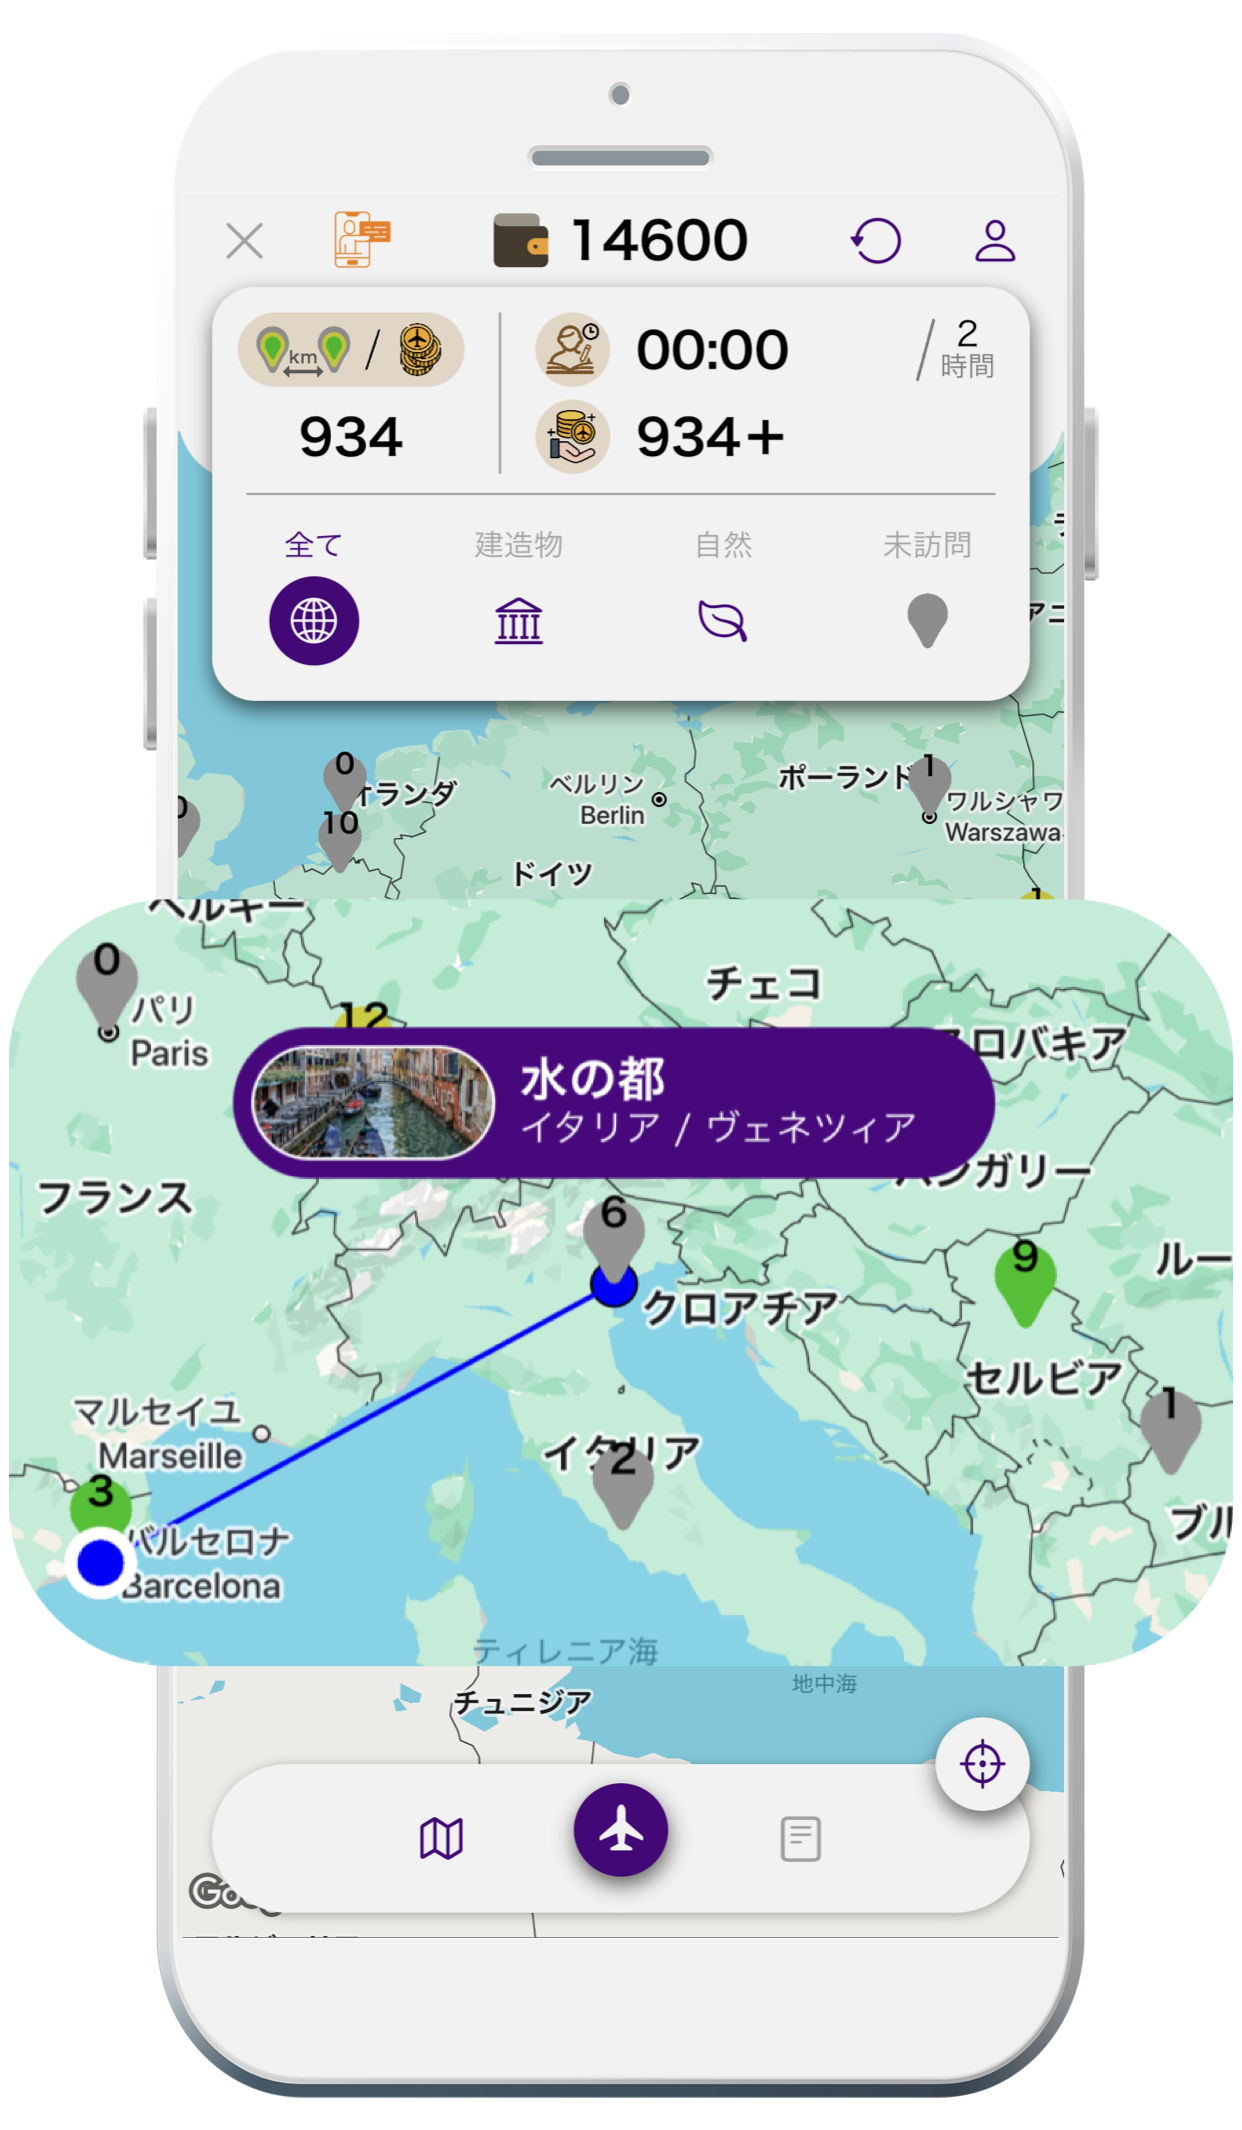 14600
km
/
00:00
/
2
時間
934
934+
全て
建造物
自然
未訪問
0
10
オランダ
ベルリン
Berlin
ポーランド
1
ワルシャワ
Warszawa
ドイツ
1
ベルギー
0
パリ
Paris
12
チェコ
スロバキア
水の都
イタリア / ヴェネツィア
ハンガリー
フランス
6
クロアチア
9
ルー
セルビア
1
マルセイユ
Marseille
イタリア
2
3
バルセロナ
Barcelona
ブル
ティレニア海
地中海
チュニジア